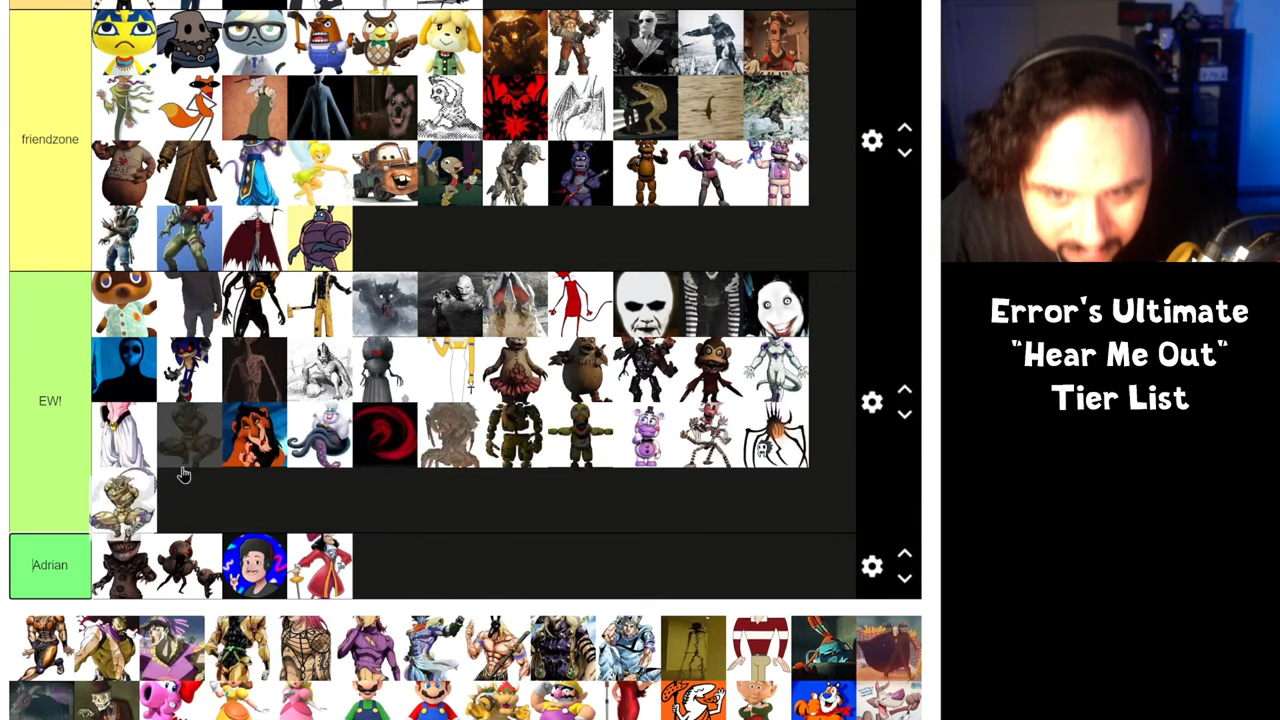 friendzone
EW!
Adrian
Error's Ultimate
"Hear Me Out"
Tier List